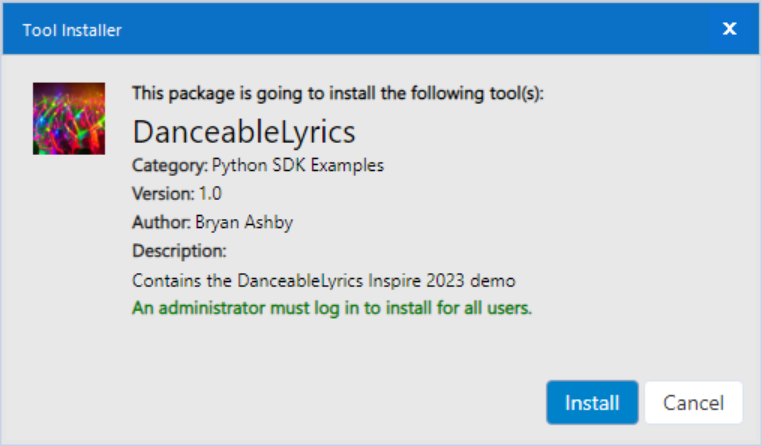 Tool Installer
x
This package is going to install the following tool(s):
DanceableLyrics
Category: Python SDK Examples
Version: 1.0
Author: Bryan Ashby
Description:
Contains the DanceableLyrics Inspire 2023 demo
An administrator must log in to install for all users.
Install
Cancel